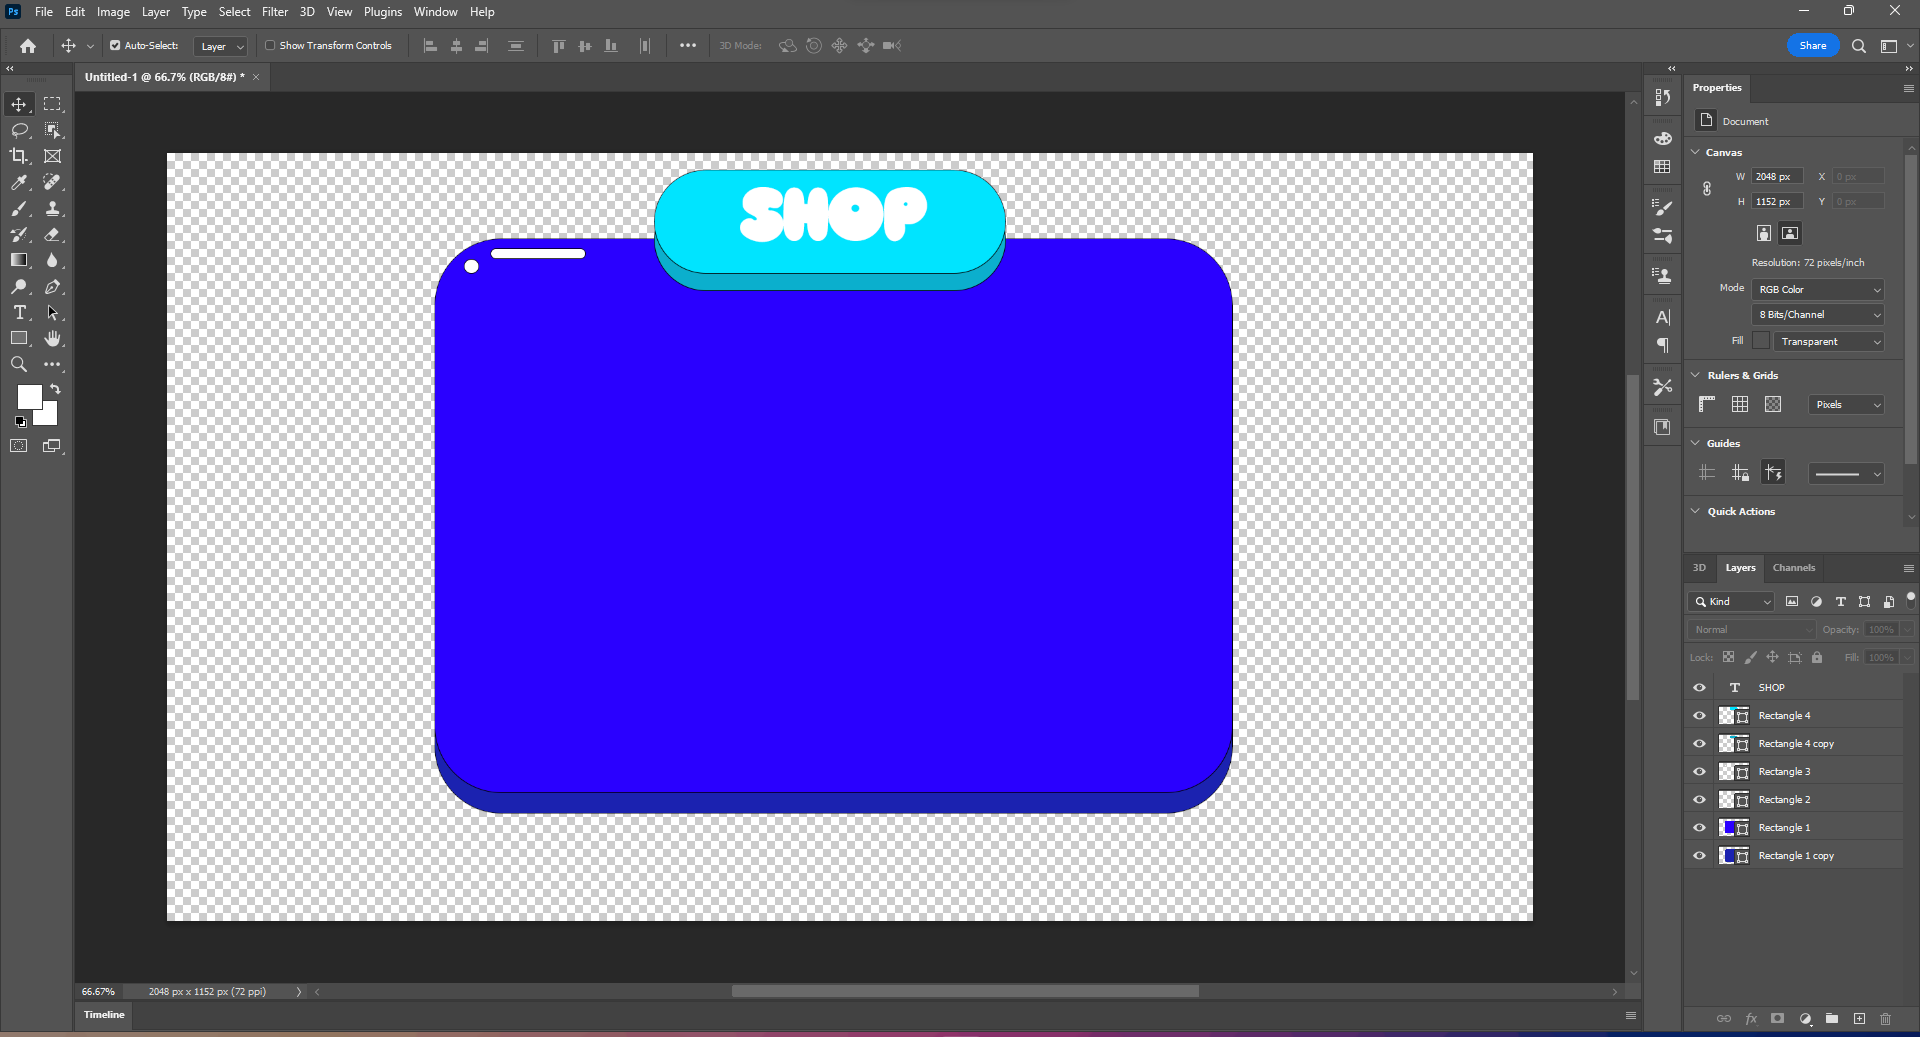 Ps File Edit Image Layer Type Select Filter 3D View Plugins Window Help
Auto-Select: Layer Show Transform Controls 3D Mode: Share
Untitled-1 @ 66.7% (RGB/8#) *
SHOP
66.67% 2048 px x 1152 px (72 ppi)
Timeline
Properties
Document
Canvas
W 2048 px X 0 px
H 1152 px Y 0 px
Resolution: 72 pixels/inch
Mode RGB Color
8 Bits/Channel
Fill Transparent
Rulers & Grids
Pixels
Guides
Quick Actions
3D Layers Channels
Kind
Normal Opacity: 100%
Lock: Fill: 100%
SHOP
Rectangle 4
Rectangle 4 copy
Rectangle 3
Rectangle 2
Rectangle 1
Rectangle 1 copy